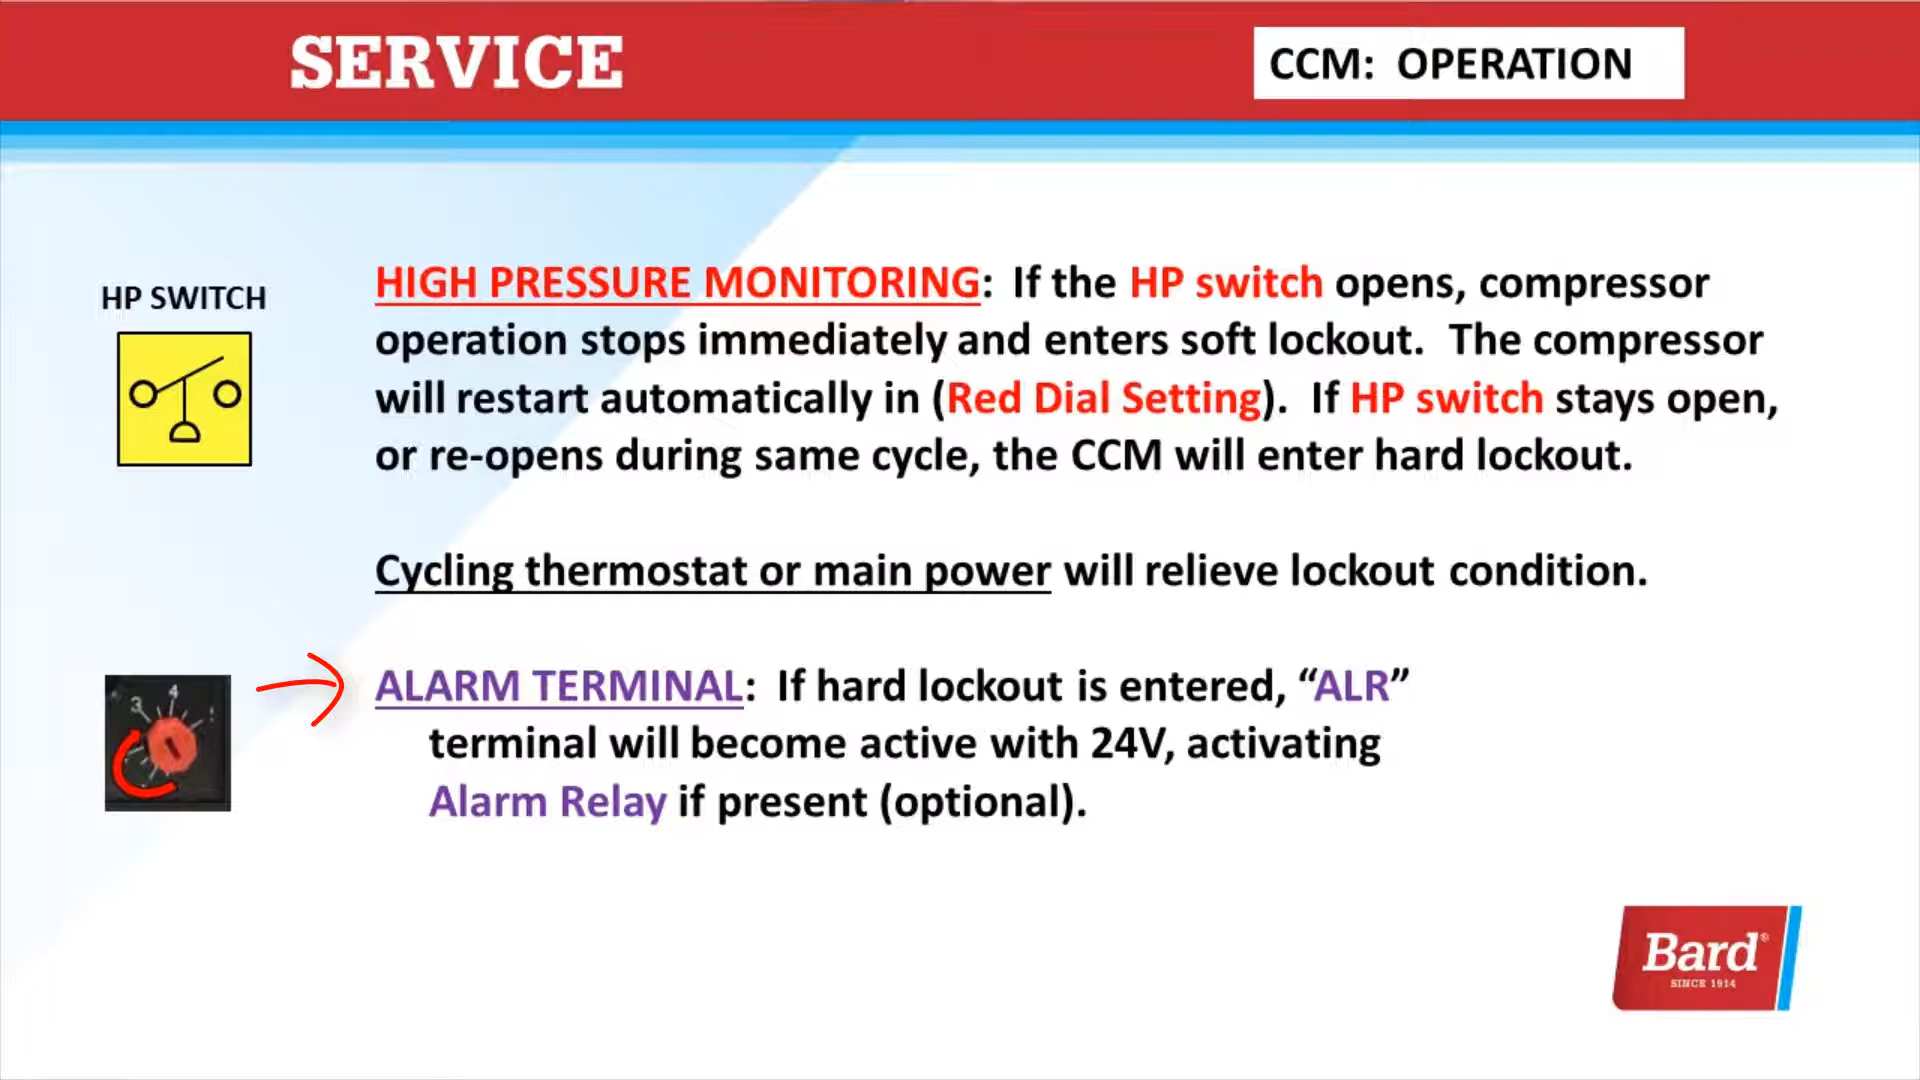 SERVICE
CCM: OPERATION
HP SWITCH
HIGH PRESSURE MONITORING: If the HP switch opens, compressor
operation stops immediately and enters soft lockout. The compressor
will restart automatically in (Red Dial Setting). If HP switch stays open,
or re-opens during same cycle, the CCM will enter hard lockout.
Cycling thermostat or main power will relieve lockout condition.
3 4
ALARM TERMINAL: If hard lockout is entered, “ALR”
terminal will become active with 24V, activating
Alarm Relay if present (optional).
Bard®
SINCE 1914